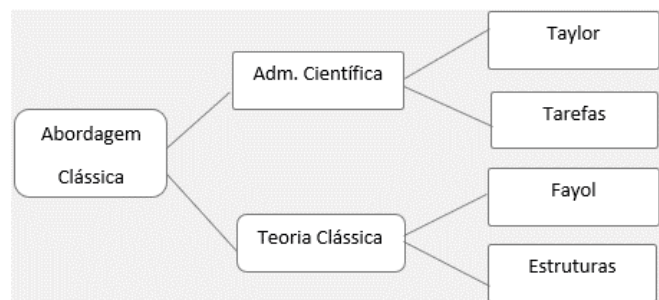 Abordagem
Clássica
Adm. Científica
Taylor
Tarefas
Teoria Clássica
Fayol
Estruturas